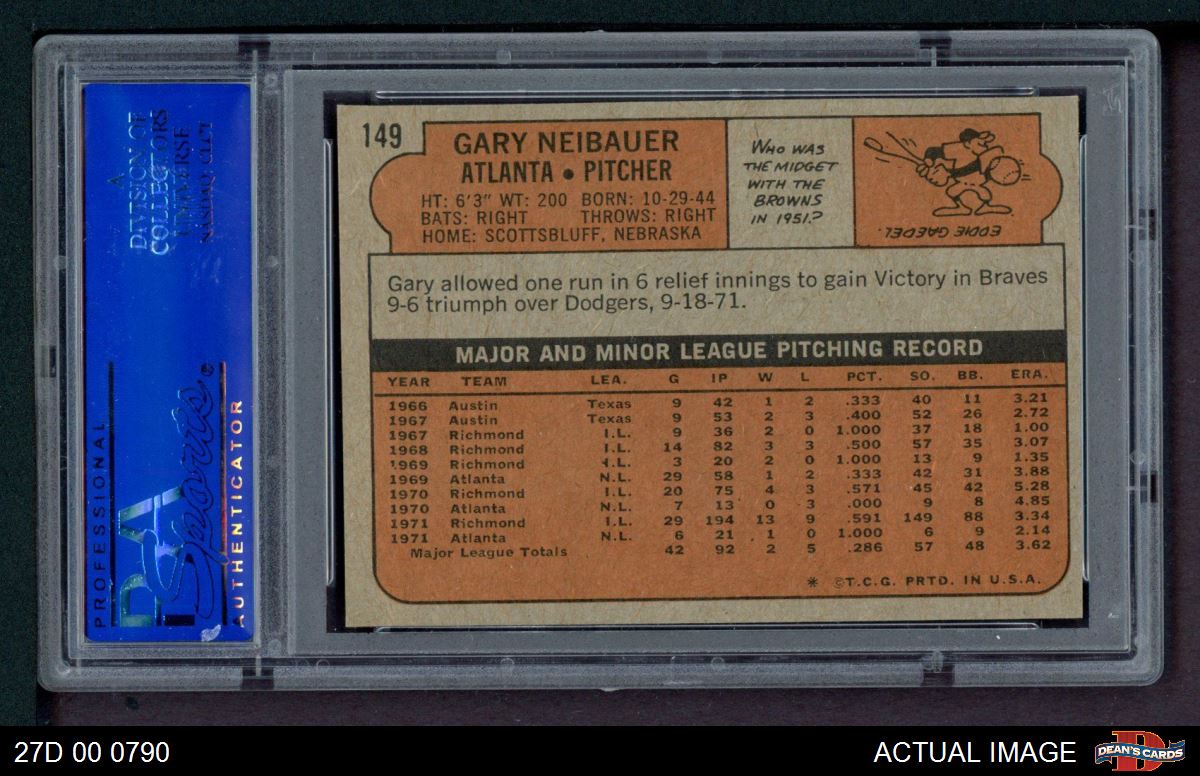 A
DIVISION OF
COLLECTORS
UNIVERSE
NASDAQ: CLCT
PROFESSIONAL
PSA
Sports
AUTHENTICATOR
149
GARY NEIBAUER
ATLANTA • PITCHER
HT: 6'3" WT: 200 BORN: 10-29-44
BATS: RIGHT THROWS: RIGHT
HOME: SCOTTSBLUFF, NEBRASKA
WHO WAS
THE MIDGET
WITH THE
BROWNS
IN 1951?
EDDIE GAEDEL.
Gary allowed one run in 6 relief innings to gain Victory in Braves
9-6 triumph over Dodgers, 9-18-71.
MAJOR AND MINOR LEAGUE PITCHING RECORD
YEAR TEAM LEA. G IP W L PCT. SO. BB. ERA.
1966 Austin Texas 9 42 1 2 .333 40 11 3.21
1967 Austin Texas 9 53 2 3 .400 52 26 2.72
1967 Richmond I.L. 9 36 2 0 1.000 37 18 1.00
1968 Richmond I.L. 14 82 3 3 .500 57 35 3.07
1969 Richmond I.L. 3 20 2 0 1.000 13 9 1.35
1969 Atlanta N.L. 29 58 1 2 .333 42 31 3.88
1970 Richmond I.L. 20 75 4 3 .571 45 42 5.28
1970 Atlanta N.L. 7 13 0 3 .000 9 8 4.85
1971 Richmond I.L. 29 194 13 9 .591 149 88 3.34
1971 Atlanta N.L. 6 21 1 0 1.000 6 9 2.14
Major League Totals 42 92 2 5 .286 57 48 3.62
* ©T.C.G. PRTD. IN U.S.A.
27D 00 0790
ACTUAL IMAGE
DEAN'S CARDS